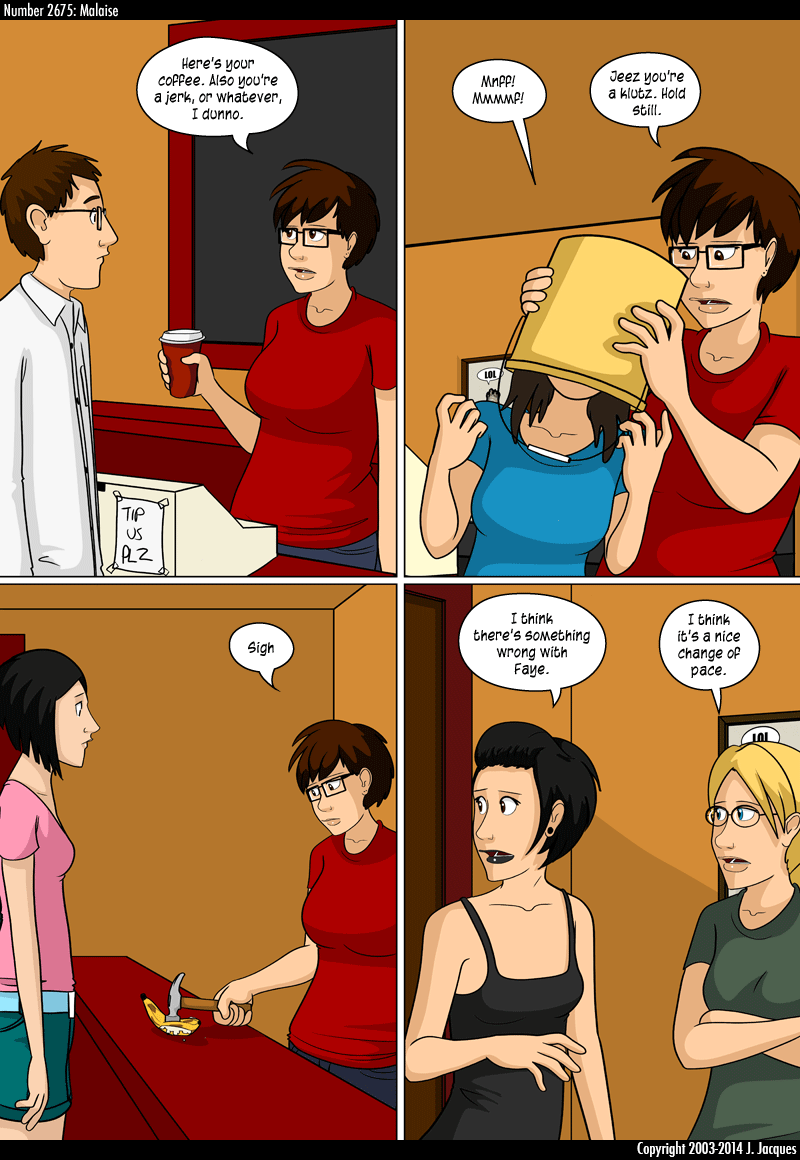 Number 2675: Malaise
Here's your
coffee. Also you're
a jerk, or whatever,
I dunno.
TIP
US
PLZ
Mnff!
Mmmmf!
Jeez you're
a klutz. Hold
still.
LOL
Sigh
I think
there's something
wrong with
Faye.
I think
it's a nice
change of
pace.
LOL
Copyright 2003-2014 J. Jacques